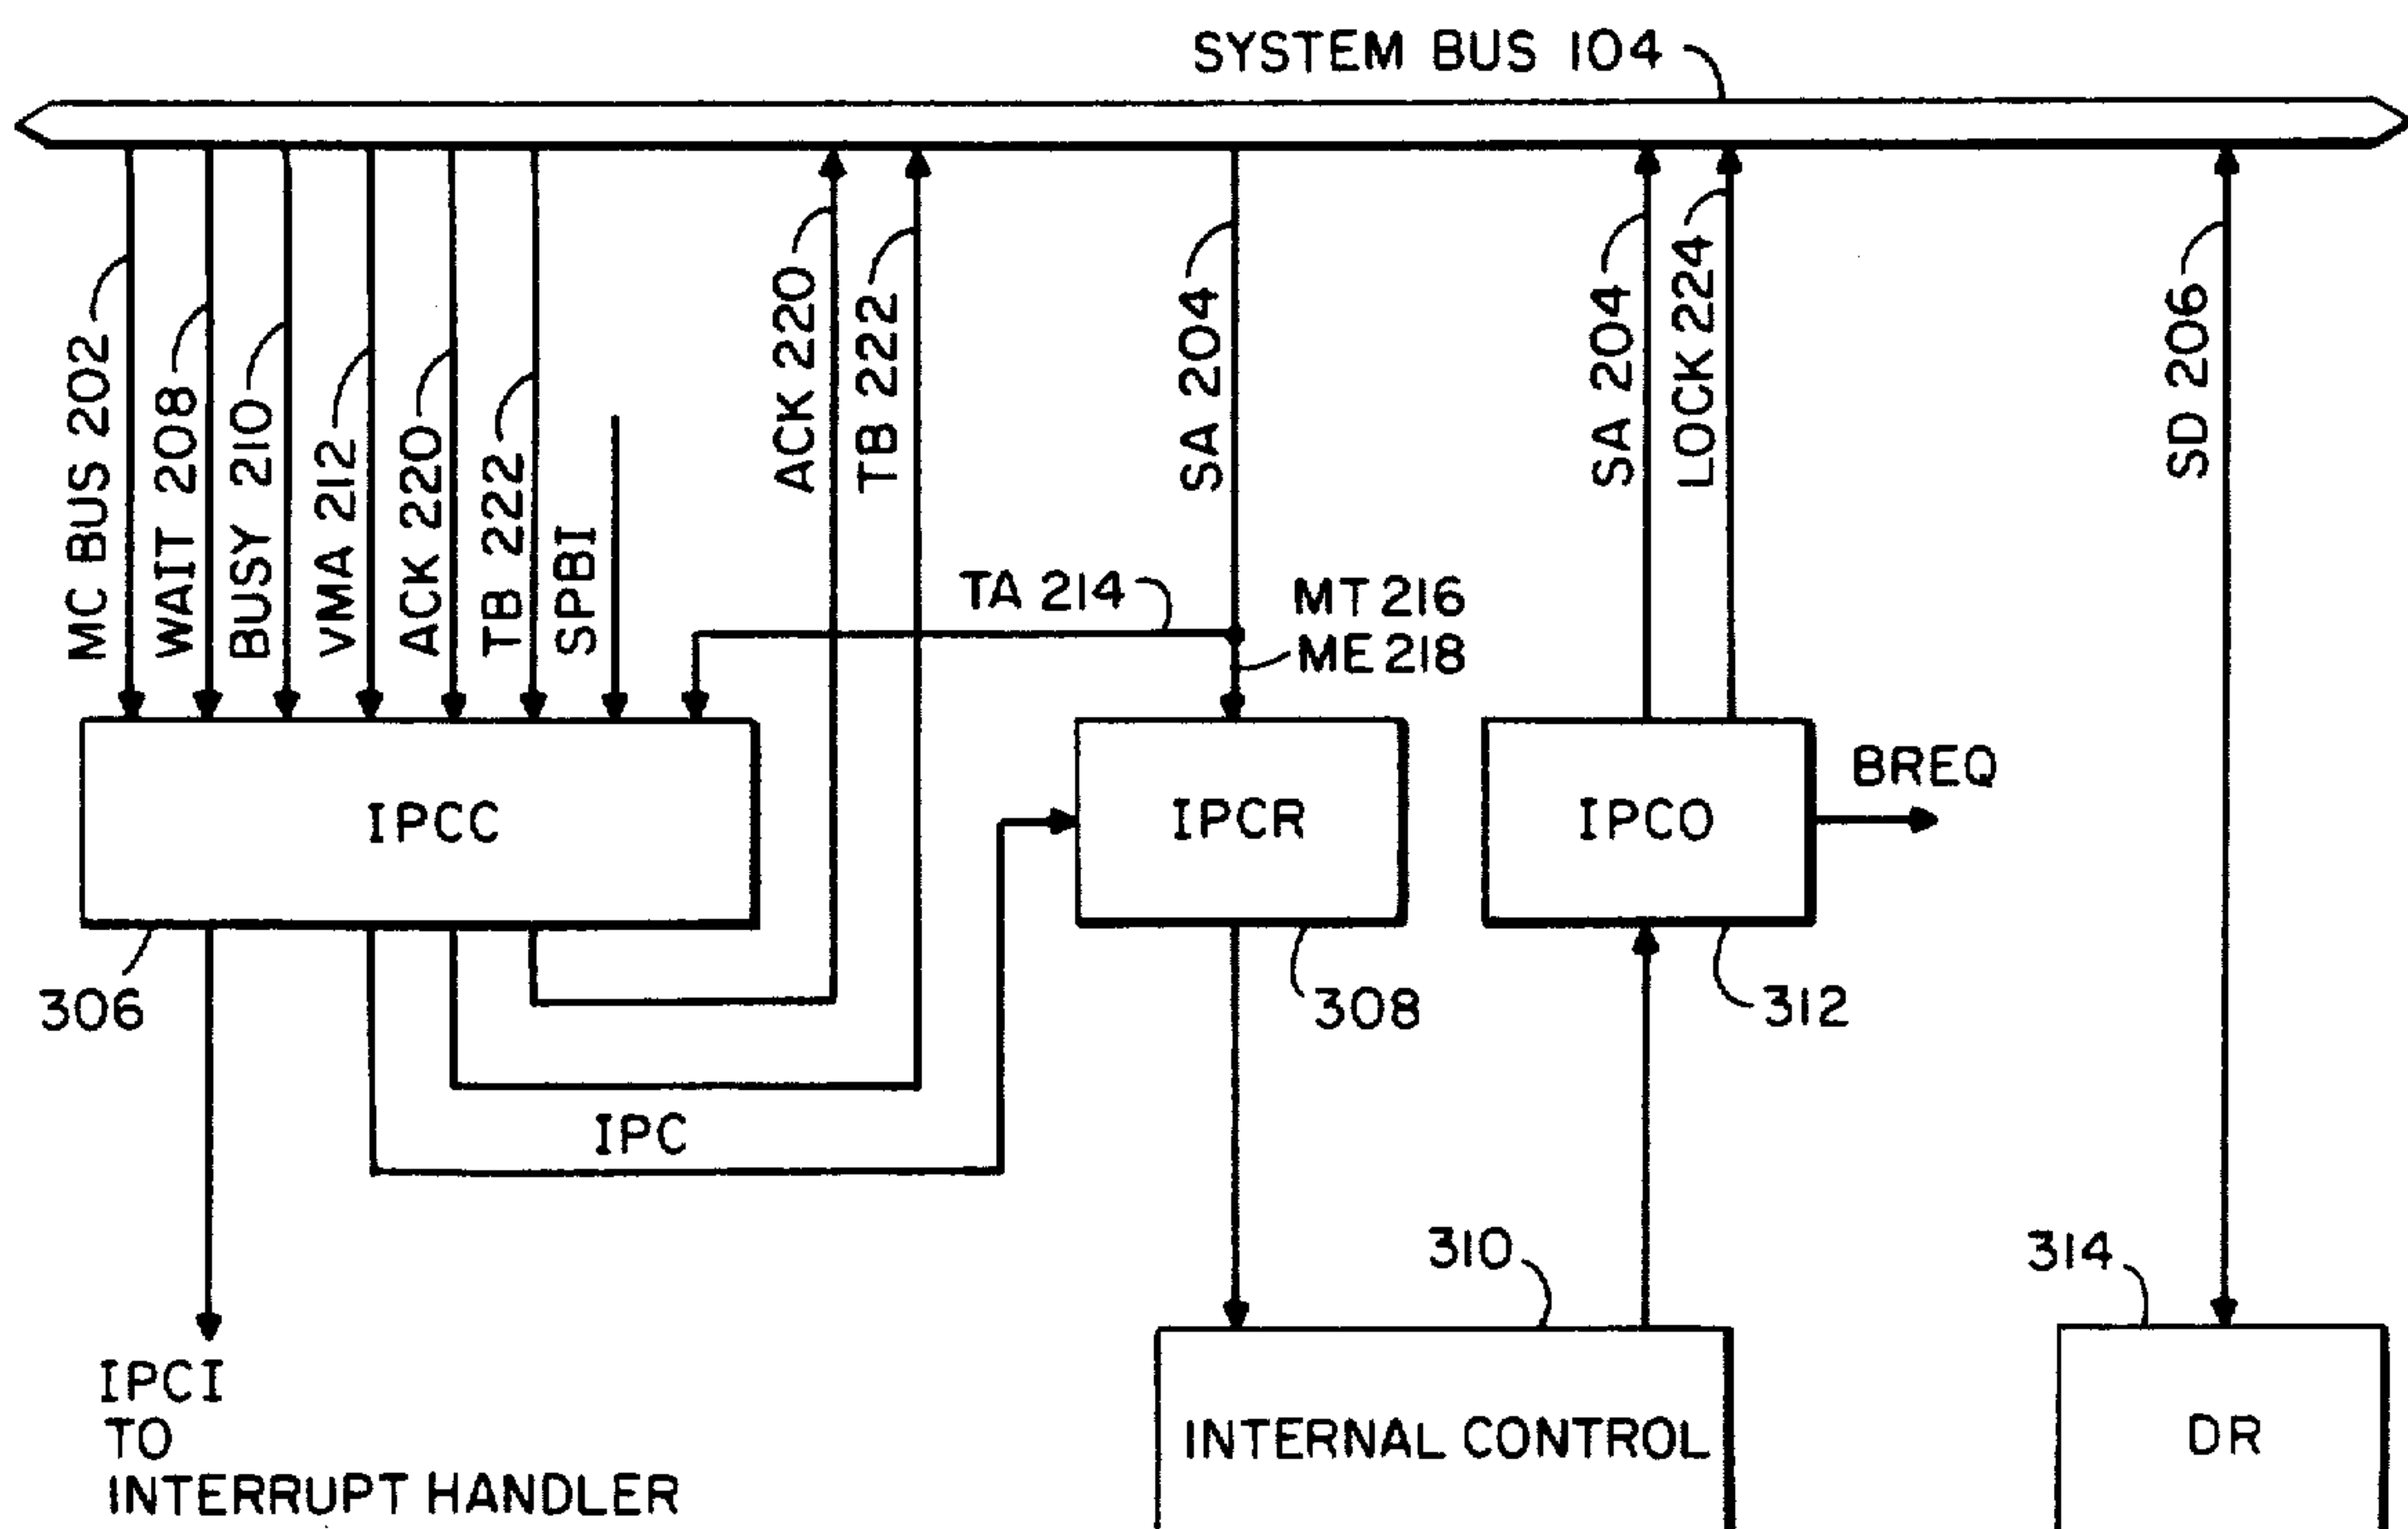 SYSTEM BUS 104
MC BUS 202
WAIT 208
BUSY 210
VMA 212
ACK 220
TB 222
SPBI
ACK 220
TB 222
SA 204
SA 204
LOCK 224
SD 206
TA 214
MT 216
ME 218
IPCC
IPCR
IPCO
BREQ
306
308
312
IPC
310
314
IPCI
TO
INTERRUPT HANDLER
INTERNAL CONTROL
DR